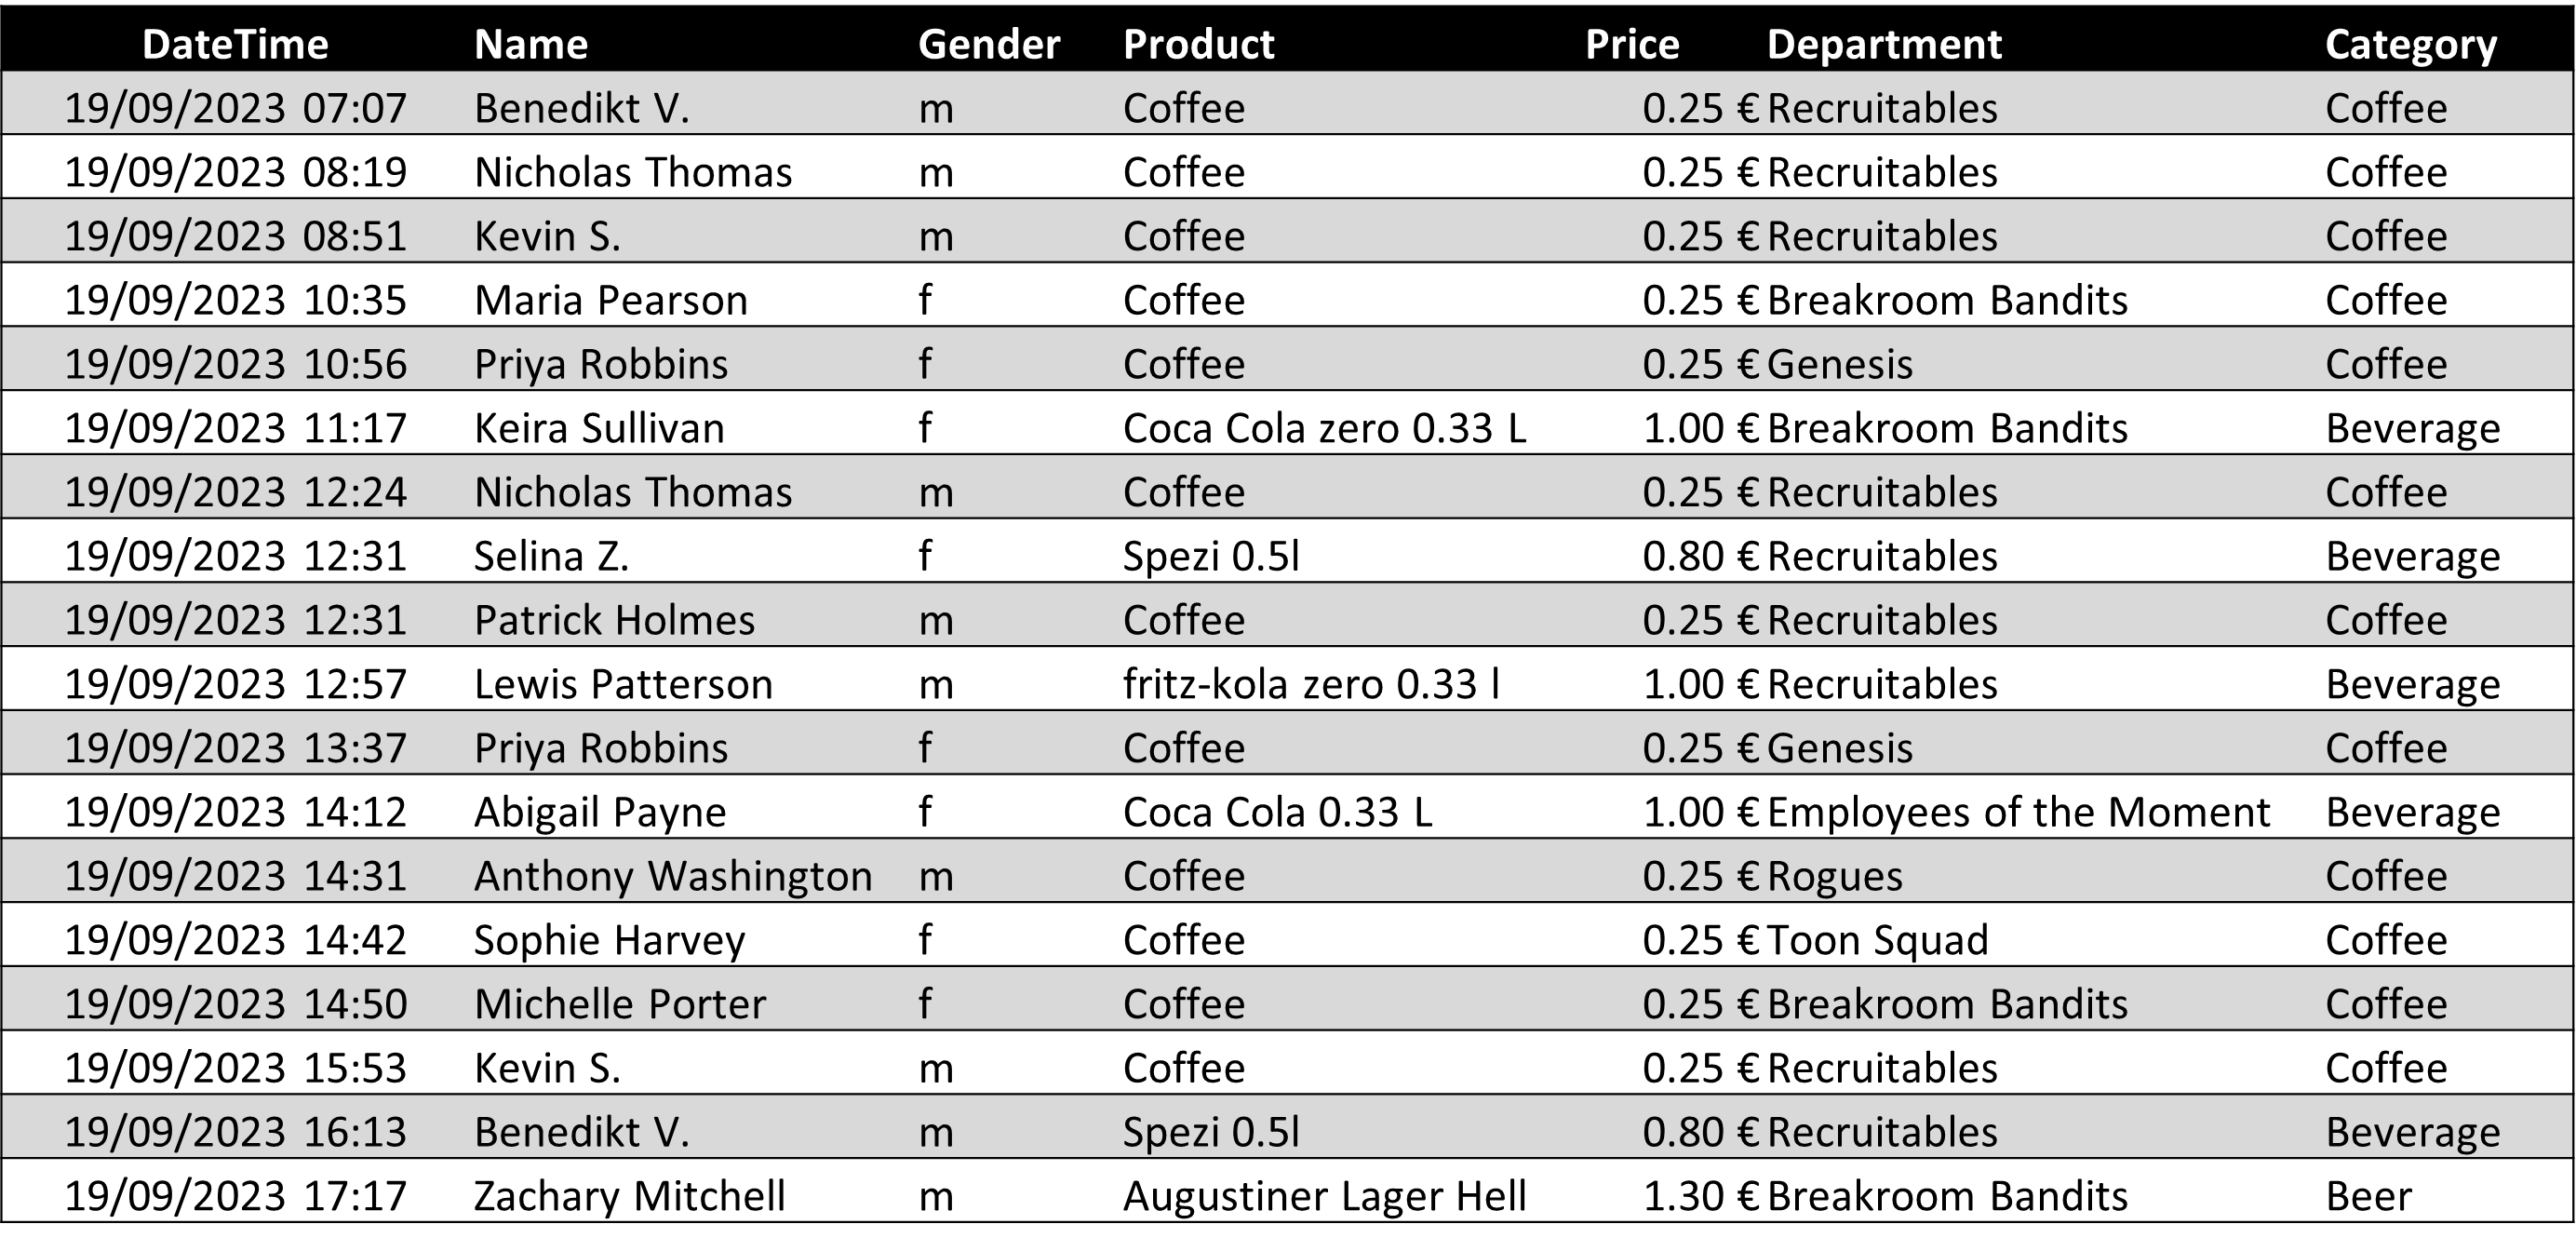 DateTime Name Gender Product Price Department Category
19/09/2023 07:07 Benedikt V. m Coffee 0.25 € Recruitables Coffee
19/09/2023 08:19 Nicholas Thomas m Coffee 0.25 € Recruitables Coffee
19/09/2023 08:51 Kevin S. m Coffee 0.25 € Recruitables Coffee
19/09/2023 10:35 Maria Pearson f Coffee 0.25 € Breakroom Bandits Coffee
19/09/2023 10:56 Priya Robbins f Coffee 0.25 € Genesis Coffee
19/09/2023 11:17 Keira Sullivan f Coca Cola zero 0.33 L 1.00 € Breakroom Bandits Beverage
19/09/2023 12:24 Nicholas Thomas m Coffee 0.25 € Recruitables Coffee
19/09/2023 12:31 Selina Z. f Spezi 0.5l 0.80 € Recruitables Beverage
19/09/2023 12:31 Patrick Holmes m Coffee 0.25 € Recruitables Coffee
19/09/2023 12:57 Lewis Patterson m fritz-kola zero 0.33 l 1.00 € Recruitables Beverage
19/09/2023 13:37 Priya Robbins f Coffee 0.25 € Genesis Coffee
19/09/2023 14:12 Abigail Payne f Coca Cola 0.33 L 1.00 € Employees of the Moment Beverage
19/09/2023 14:31 Anthony Washington m Coffee 0.25 € Rogues Coffee
19/09/2023 14:42 Sophie Harvey f Coffee 0.25 € Toon Squad Coffee
19/09/2023 14:50 Michelle Porter f Coffee 0.25 € Breakroom Bandits Coffee
19/09/2023 15:53 Kevin S. m Coffee 0.25 € Recruitables Coffee
19/09/2023 16:13 Benedikt V. m Spezi 0.5l 0.80 € Recruitables Beverage
19/09/2023 17:17 Zachary Mitchell m Augustiner Lager Hell 1.30 € Breakroom Bandits Beer